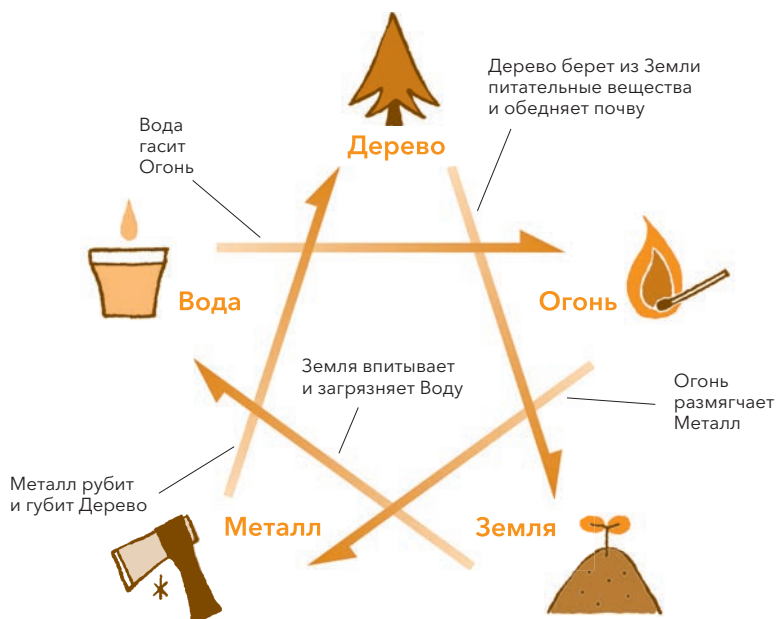 Дерево берет из Земли
питательные вещества
и обедняет почву
Вода
гасит
Огонь
Дерево
Вода
Огонь
Земля впитывает
и загрязняет Воду
Огонь
размягчает
Металл
Металл рубит
и губит Дерево
Металл
Земля